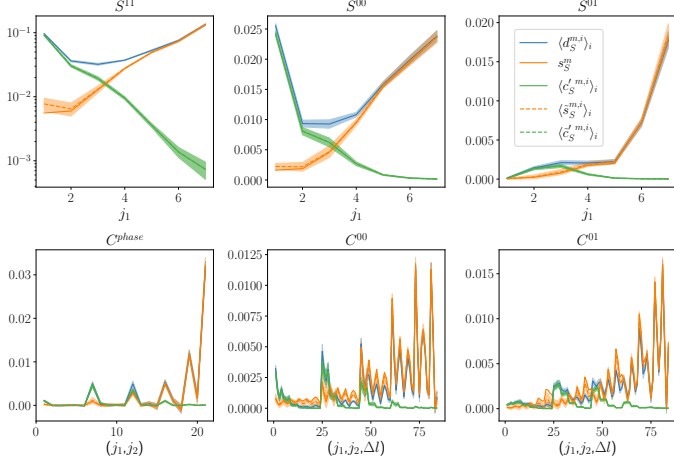 S^{11}
S^{00}
S^{01}
10^{-1}
10^{-2}
10^{-3}
2
4
6
j_1
0.025
0.020
0.015
0.010
0.005
0.000
2
4
6
j_1
0.020
0.015
0.010
0.005
0.000
2
4
6
j_1
⟨d_S^{m,i}⟩_i
s_S^m
⟨c'_S^{m,i}⟩_i
⟨s̃_S^{m,i}⟩_i
⟨c̃'_S^{m,i}⟩_i
C^{phase}
C^{00}
C^{01}
0.03
0.02
0.01
0.00
0
10
20
(j_1, j_2)
0.0125
0.0100
0.0075
0.0050
0.0025
0.0000
0
25
50
75
(j_1, j_2, Δl)
0.015
0.010
0.005
0.000
0
25
50
75
(j_1, j_2, Δl)